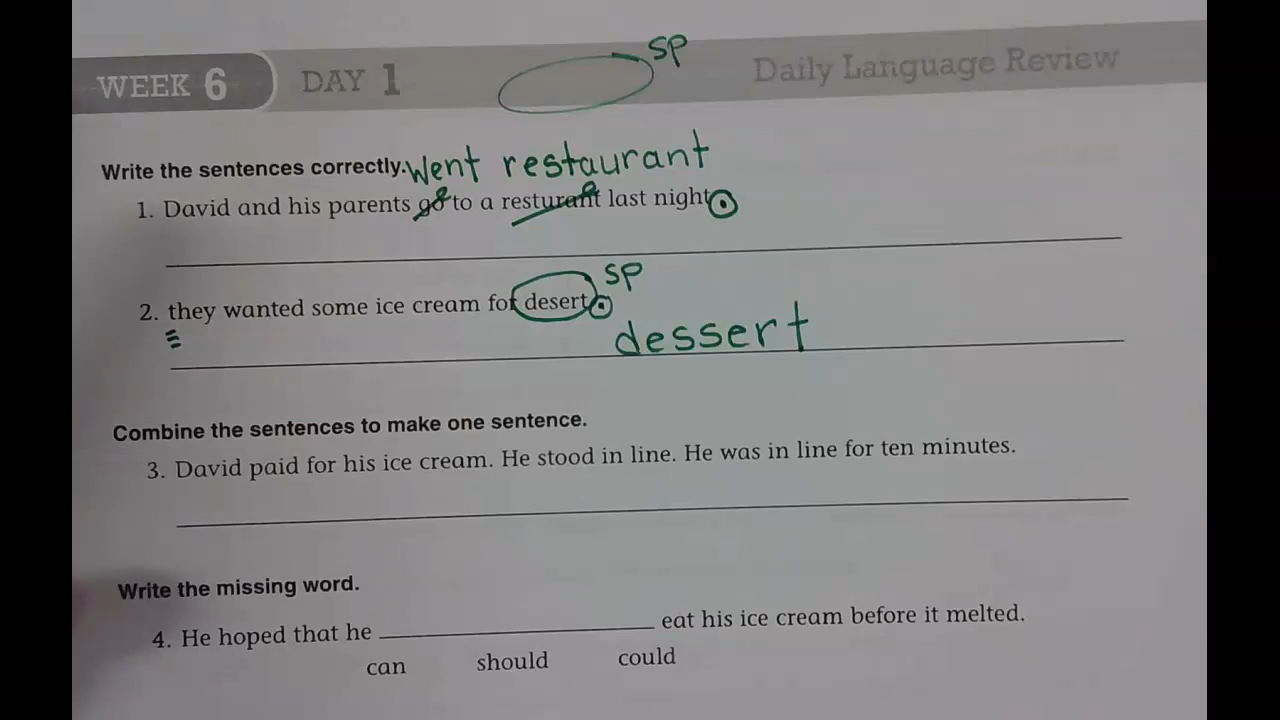 sp
WEEK 6 DAY 1 Daily Language Review
Write the sentences correctly. Went restaurant
1. David and his parents go to a resturant last night.
sp
2. they wanted some ice cream for desert.
dessert
Combine the sentences to make one sentence.
3. David paid for his ice cream. He stood in line. He was in line for ten minutes.
Write the missing word.
4. He hoped that he eat his ice cream before it melted.
can should could